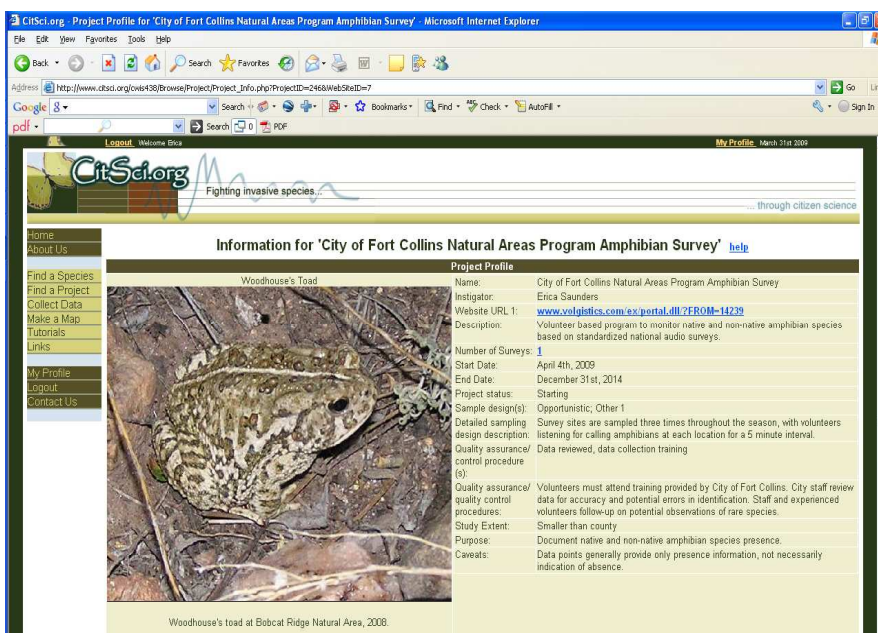 CitSci.org - Project Profile for 'City of Fort Collins Natural Areas Program Amphibian Survey' - Microsoft Internet Explorer
File Edit View Favorites Tools Help
Back Search Favorites
Address http://www.citsci.org/cwis438/Browse/Project/Project_Info.php?ProjectID=246&WebSiteID=7 Go
Google Search Bookmarks Find Check AutoFill Sign In
pdf Search 0 PDF
Logout Welcome Erica My Profile March 31st 2009
CitSci.org
Fighting invasive species...
... through citizen science
Home
About Us
Find a Species
Find a Project
Collect Data
Make a Map
Tutorials
Links
My Profile
Logout
Contact Us
Information for 'City of Fort Collins Natural Areas Program Amphibian Survey' help
Project Profile
Woodhouse's Toad
Woodhouse's toad at Bobcat Ridge Natural Area, 2008.
Name: City of Fort Collins Natural Areas Program Amphibian Survey
Instigator: Erica Saunders
Website URL 1: www.volgistics.com/ex/portal.dll/?FROM=14239
Description: Volunteer based program to monitor native and non-native amphibian species
based on standardized national audio surveys.
Number of Surveys: 1
Start Date: April 4th, 2009
End Date: December 31st, 2014
Project status: Starting
Sample design(s): Opportunistic; Other 1
Detailed sampling Survey sites are sampled three times throughout the season, with volunteers
design description: listening for calling amphibians at each location for a 5 minute interval.
Quality assurance/ Data reviewed, data collection training
control procedure
(s):
Quality assurance/ Volunteers must attend training provided by City of Fort Collins. City staff review
quality control data for accuracy and potential errors in identification. Staff and experienced
procedures: volunteers follow-up on potential observations of rare species.
Study Extent: Smaller than county
Purpose: Document native and non-native amphibian species presence.
Caveats: Data points generally provide only presence information, not necessarily
indication of absence.